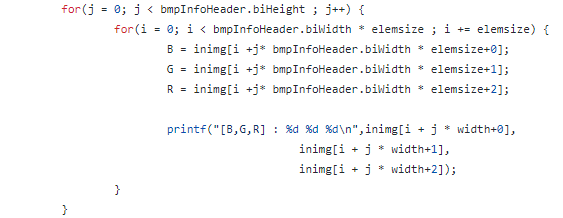 for(j = 0; j < bmpInfoHeader.biHeight ; j++) {
for(i = 0; i < bmpInfoHeader.biWidth * elemsize ; i += elemsize) {
B = inimg[i +j* bmpInfoHeader.biWidth * elemsize+0];
G = inimg[i +j* bmpInfoHeader.biWidth * elemsize+1];
R = inimg[i +j* bmpInfoHeader.biWidth * elemsize+2];
printf("[B,G,R] : %d %d %d\n",inimg[i + j * width+0],
inimg[i + j * width+1],
inimg[i + j * width+2]);
}
}